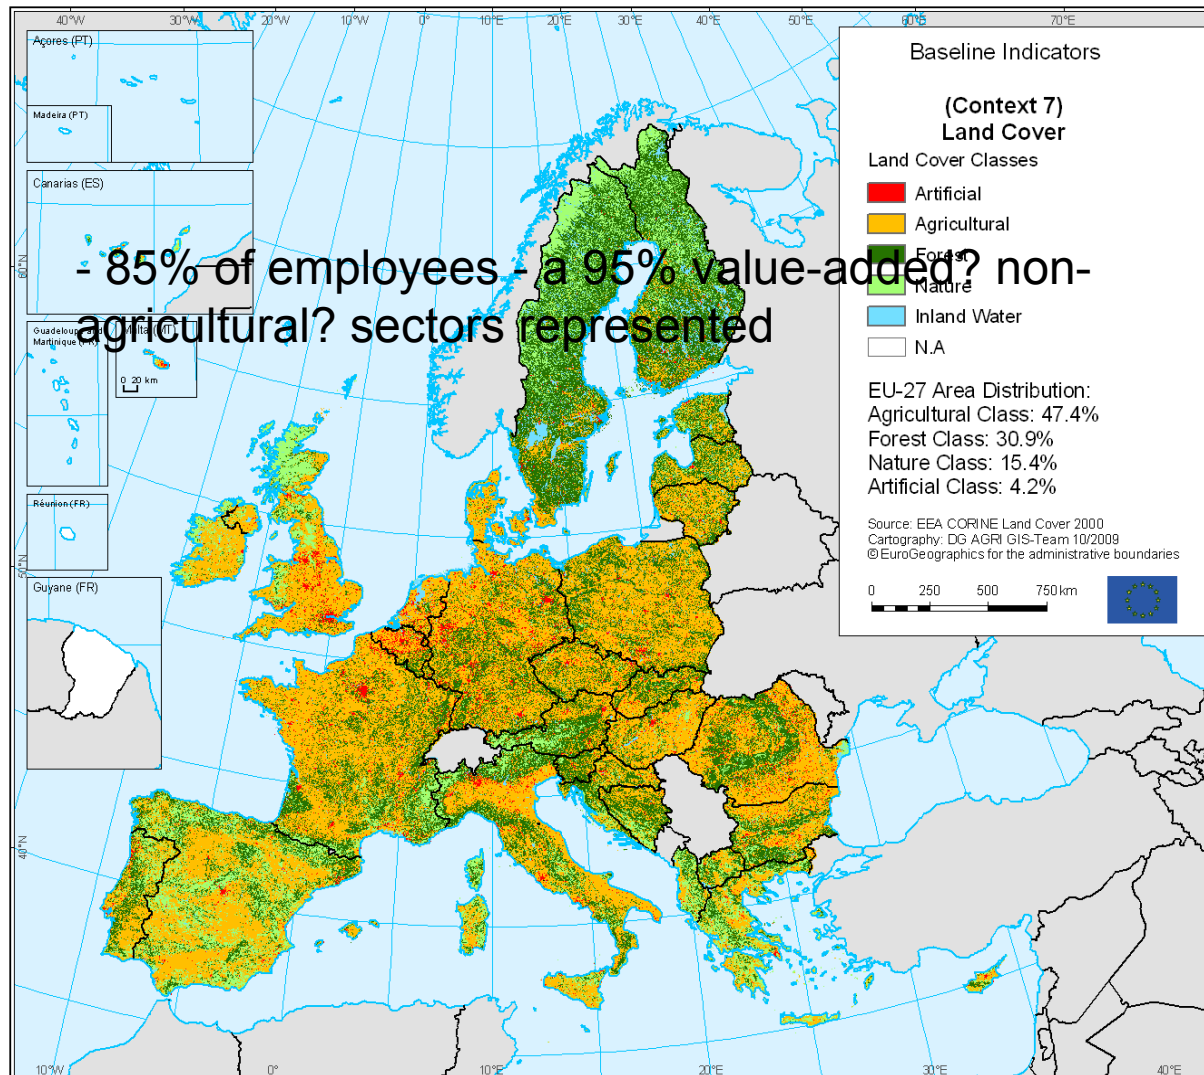 40°W
30°W
20°W
10°W
0°
10°E
20°E
30°E
40°E
50°E
60°E
70°E
Açores (PT)
Madeira (PT)
Canarias (ES)
Guadeloupe and
Martinique (FR)
Malta (MT)
0 20 km
Réunion (FR)
Guyane (FR)
60°N
50°N
40°N
- 85% of employees - a 95% value-added? non-
agricultural? sectors represented
Baseline Indicators
(Context 7)
Land Cover
Land Cover Classes
Artificial
Agricultural
Forest
Nature
Inland Water
N.A
EU-27 Area Distribution:
Agricultural Class: 47.4%
Forest Class: 30.9%
Nature Class: 15.4%
Artificial Class: 4.2%
Source: EEA CORINE Land Cover 2000
Cartography: DG AGRI GIS-Team 10/2009
© EuroGeographics for the administrative boundaries
0 250 500 750 km
10°W
0°
10°E
20°E
30°E
40°E